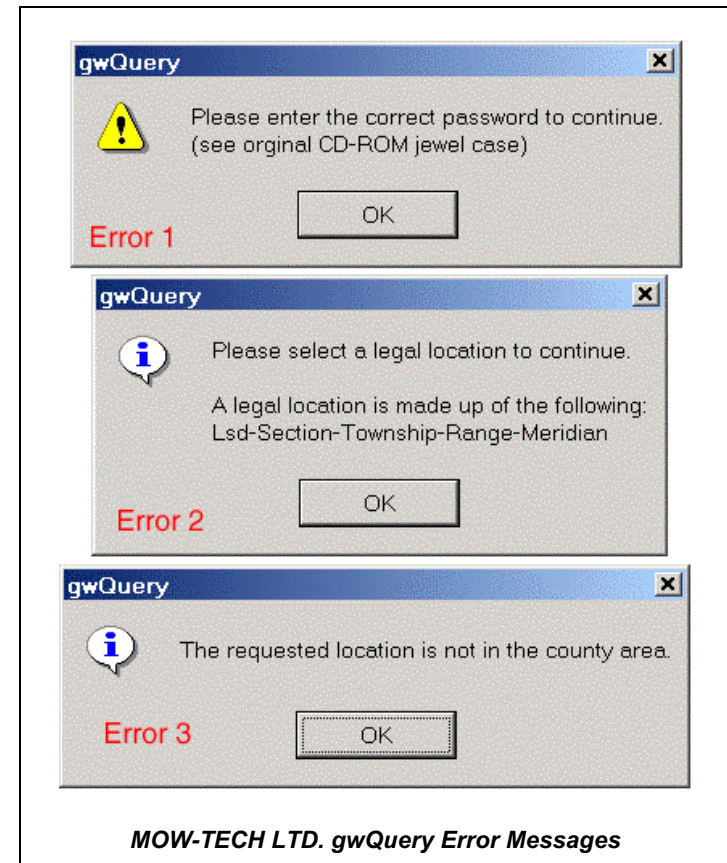 gwQuery
Please enter the correct password to continue.
(see orginal CD-ROM jewel case)
OK
Error 1
gwQuery
Please select a legal location to continue.
A legal location is made up of the following:
Lsd-Section-Township-Range-Meridian
OK
Error 2
gwQuery
The requested location is not in the county area.
Error 3
OK
MOW-TECH LTD. gwQuery Error Messages